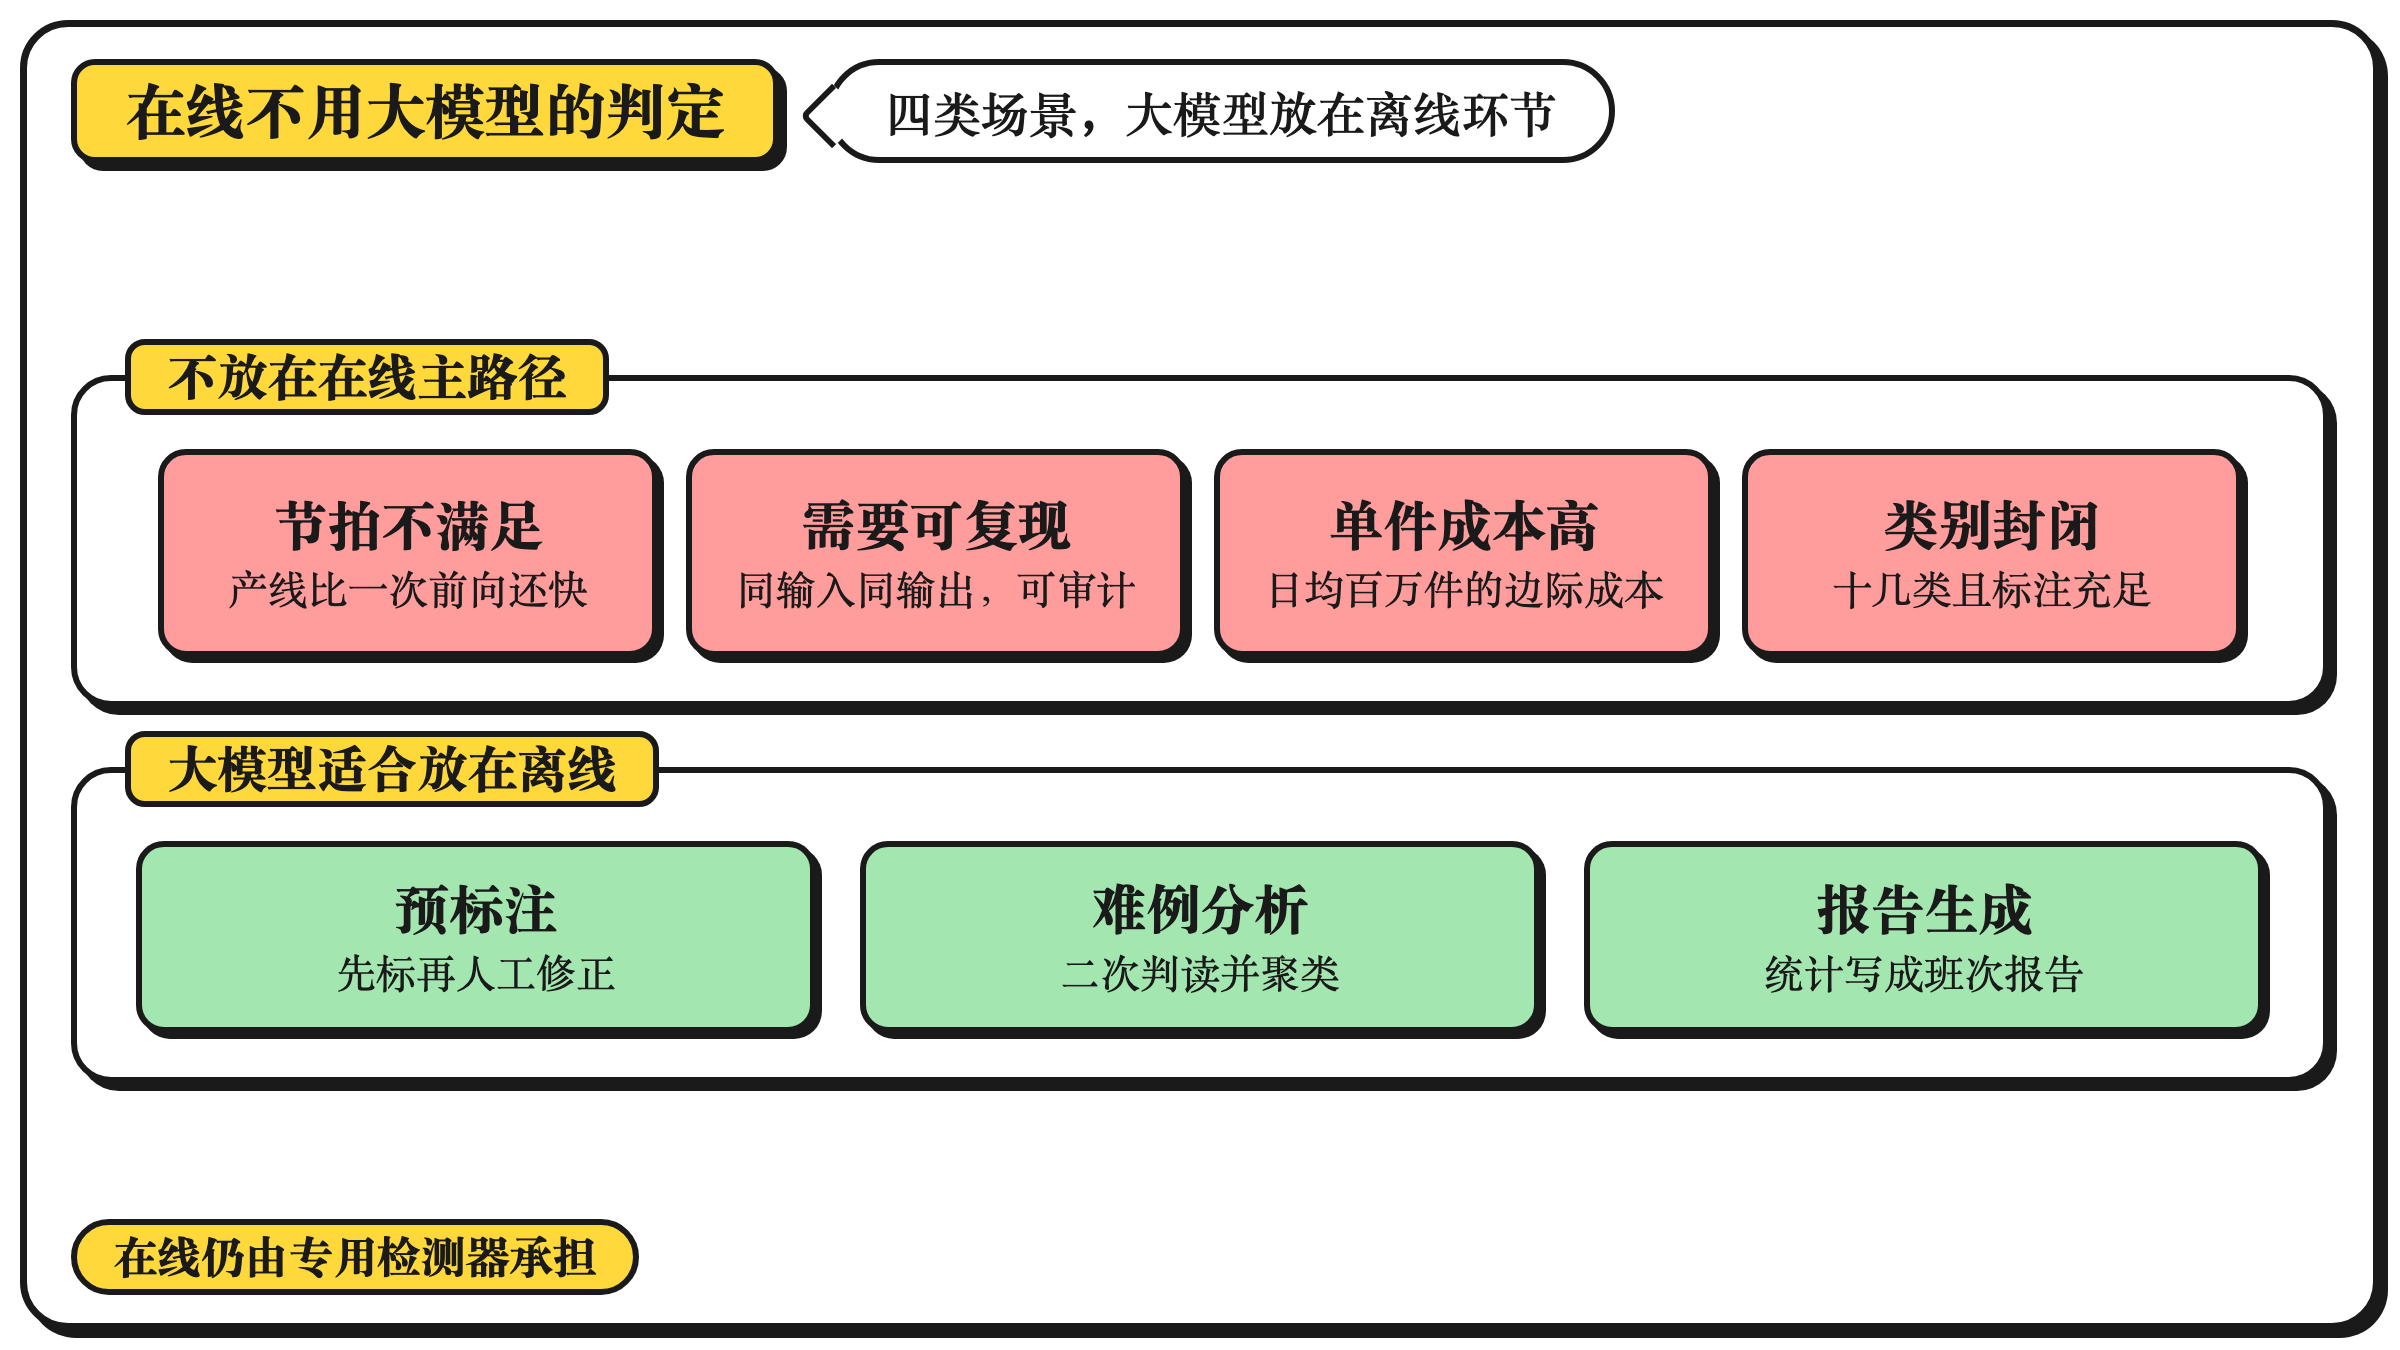 在线不用大模型的判定
四类场景，大模型放在离线环节
不放在在线主路径
节拍不满足
产线比一次前向还快
需要可复现
同输入同输出，可审计
单件成本高
日均百万件的边际成本
类别封闭
十几类且标注充足
大模型适合放在离线
预标注
先标再人工修正
难例分析
二次判读并聚类
报告生成
统计写成班次报告
在线仍由专用检测器承担